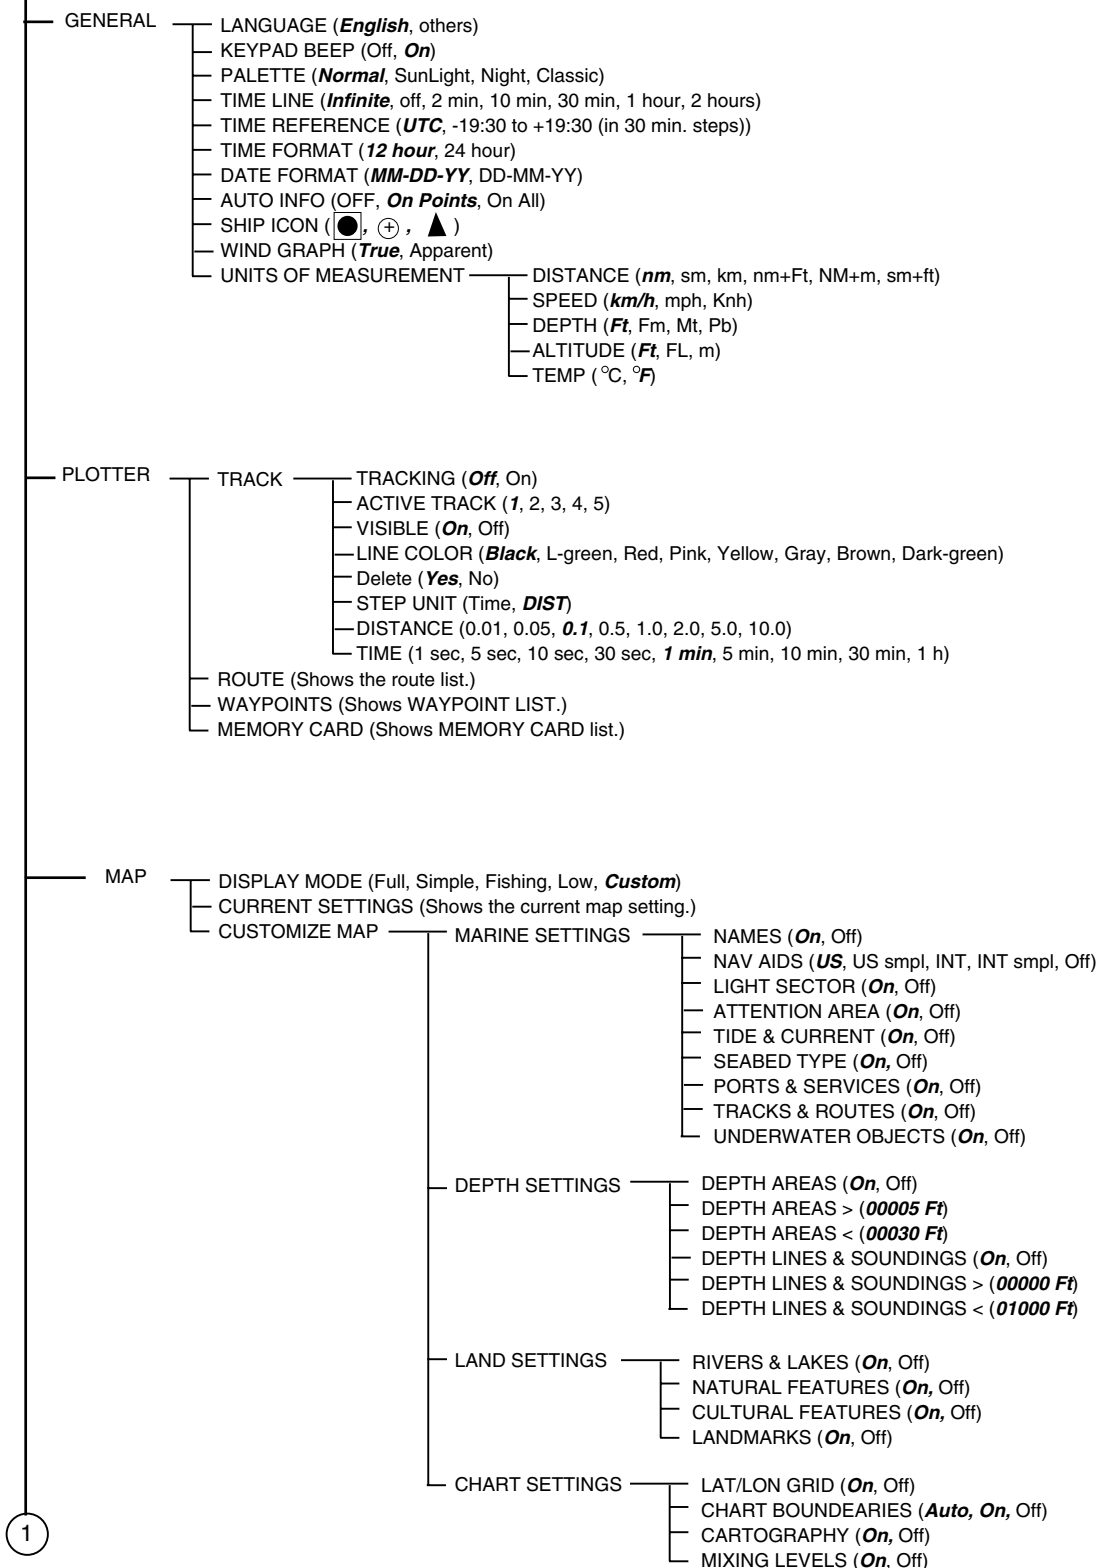 GENERAL
LANGUAGE (English, others)
KEYPAD BEEP (Off, On)
PALETTE (Normal, SunLight, Night, Classic)
TIME LINE (Infinite, off, 2 min, 10 min, 30 min, 1 hour, 2 hours)
TIME REFERENCE (UTC, -19:30 to +19:30 (in 30 min. steps))
TIME FORMAT (12 hour, 24 hour)
DATE FORMAT (MM-DD-YY, DD-MM-YY)
AUTO INFO (OFF, On Points, On All)
SHIP ICON ( , , )
WIND GRAPH (True, Apparent)
UNITS OF MEASUREMENT
DISTANCE (nm, sm, km, nm+Ft, NM+m, sm+ft)
SPEED (km/h, mph, Knh)
DEPTH (Ft, Fm, Mt, Pb)
ALTITUDE (Ft, FL, m)
TEMP (°C, °F)
PLOTTER
TRACK
TRACKING (Off, On)
ACTIVE TRACK (1, 2, 3, 4, 5)
VISIBLE (On, Off)
LINE COLOR (Black, L-green, Red, Pink, Yellow, Gray, Brown, Dark-green)
Delete (Yes, No)
STEP UNIT (Time, DIST)
DISTANCE (0.01, 0.05, 0.1, 0.5, 1.0, 2.0, 5.0, 10.0)
TIME (1 sec, 5 sec, 10 sec, 30 sec, 1 min, 5 min, 10 min, 30 min, 1 h)
ROUTE (Shows the route list.)
WAYPOINTS (Shows WAYPOINT LIST.)
MEMORY CARD (Shows MEMORY CARD list.)
MAP
DISPLAY MODE (Full, Simple, Fishing, Low, Custom)
CURRENT SETTINGS (Shows the current map setting.)
CUSTOMIZE MAP
MARINE SETTINGS
NAMES (On, Off)
NAV AIDS (US, US smpl, INT, INT smpl, Off)
LIGHT SECTOR (On, Off)
ATTENTION AREA (On, Off)
TIDE & CURRENT (On, Off)
SEABED TYPE (On, Off)
PORTS & SERVICES (On, Off)
TRACKS & ROUTES (On, Off)
UNDERWATER OBJECTS (On, Off)
DEPTH SETTINGS
DEPTH AREAS (On, Off)
DEPTH AREAS > (00005 Ft)
DEPTH AREAS < (00030 Ft)
DEPTH LINES & SOUNDINGS (On, Off)
DEPTH LINES & SOUNDINGS > (00000 Ft)
DEPTH LINES & SOUNDINGS < (01000 Ft)
LAND SETTINGS
RIVERS & LAKES (On, Off)
NATURAL FEATURES (On, Off)
CULTURAL FEATURES (On, Off)
LANDMARKS (On, Off)
CHART SETTINGS
LAT/LON GRID (On, Off)
CHART BOUNDEARIES (Auto, On, Off)
CARTOGRAPHY (On, Off)
MIXING LEVELS (On, Off)
1